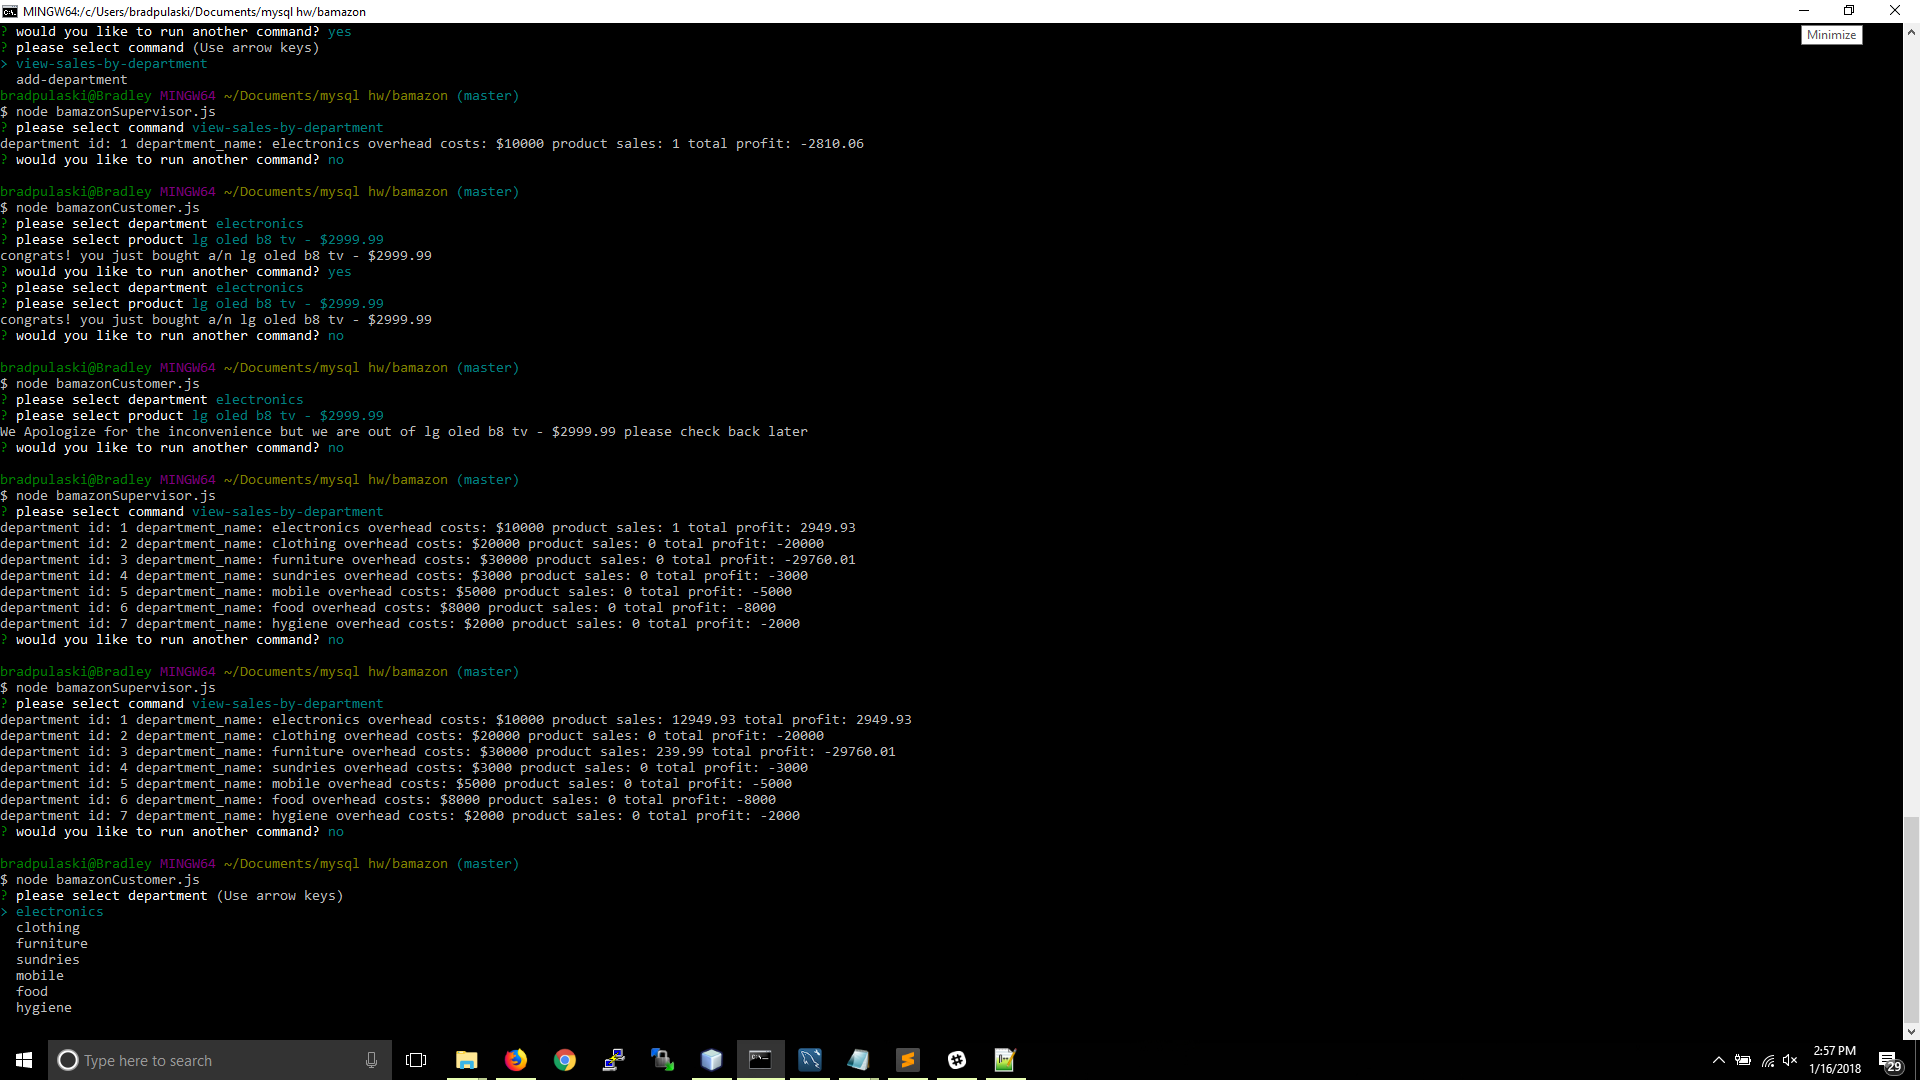 MINGW64:/c/Users/bradpulaski/Documents/mysql hw/bamazon
Minimize
? would you like to run another command? yes
? please select command (Use arrow keys)
> view-sales-by-department
  add-department
bradpulaski@Bradley MINGW64 ~/Documents/mysql hw/bamazon (master)
$ node bamazonSupervisor.js
? please select command view-sales-by-department
department id: 1 department_name: electronics overhead costs: $10000 product sales: 1 total profit: -2810.06
? would you like to run another command? no
bradpulaski@Bradley MINGW64 ~/Documents/mysql hw/bamazon (master)
$ node bamazonCustomer.js
? please select department electronics
? please select product lg oled b8 tv - $2999.99
congrats! you just bought a/n lg oled b8 tv - $2999.99
? would you like to run another command? yes
? please select department electronics
? please select product lg oled b8 tv - $2999.99
congrats! you just bought a/n lg oled b8 tv - $2999.99
? would you like to run another command? no
bradpulaski@Bradley MINGW64 ~/Documents/mysql hw/bamazon (master)
$ node bamazonCustomer.js
? please select department electronics
? please select product lg oled b8 tv - $2999.99
We Apologize for the inconvenience but we are out of lg oled b8 tv - $2999.99 please check back later
? would you like to run another command? no
bradpulaski@Bradley MINGW64 ~/Documents/mysql hw/bamazon (master)
$ node bamazonSupervisor.js
? please select command view-sales-by-department
department id: 1 department_name: electronics overhead costs: $10000 product sales: 1 total profit: 2949.93
department id: 2 department_name: clothing overhead costs: $20000 product sales: 0 total profit: -20000
department id: 3 department_name: furniture overhead costs: $30000 product sales: 0 total profit: -29760.01
department id: 4 department_name: sundries overhead costs: $3000 product sales: 0 total profit: -3000
department id: 5 department_name: mobile overhead costs: $5000 product sales: 0 total profit: -5000
department id: 6 department_name: food overhead costs: $8000 product sales: 0 total profit: -8000
department id: 7 department_name: hygiene overhead costs: $2000 product sales: 0 total profit: -2000
? would you like to run another command? no
bradpulaski@Bradley MINGW64 ~/Documents/mysql hw/bamazon (master)
$ node bamazonSupervisor.js
? please select command view-sales-by-department
department id: 1 department_name: electronics overhead costs: $10000 product sales: 12949.93 total profit: 2949.93
department id: 2 department_name: clothing overhead costs: $20000 product sales: 0 total profit: -20000
department id: 3 department_name: furniture overhead costs: $30000 product sales: 239.99 total profit: -29760.01
department id: 4 department_name: sundries overhead costs: $3000 product sales: 0 total profit: -3000
department id: 5 department_name: mobile overhead costs: $5000 product sales: 0 total profit: -5000
department id: 6 department_name: food overhead costs: $8000 product sales: 0 total profit: -8000
department id: 7 department_name: hygiene overhead costs: $2000 product sales: 0 total profit: -2000
? would you like to run another command? no
bradpulaski@Bradley MINGW64 ~/Documents/mysql hw/bamazon (master)
$ node bamazonCustomer.js
? please select department (Use arrow keys)
> electronics
  clothing
  furniture
  sundries
  mobile
  food
  hygiene
Type here to search
2:57 PM
1/16/2018
29